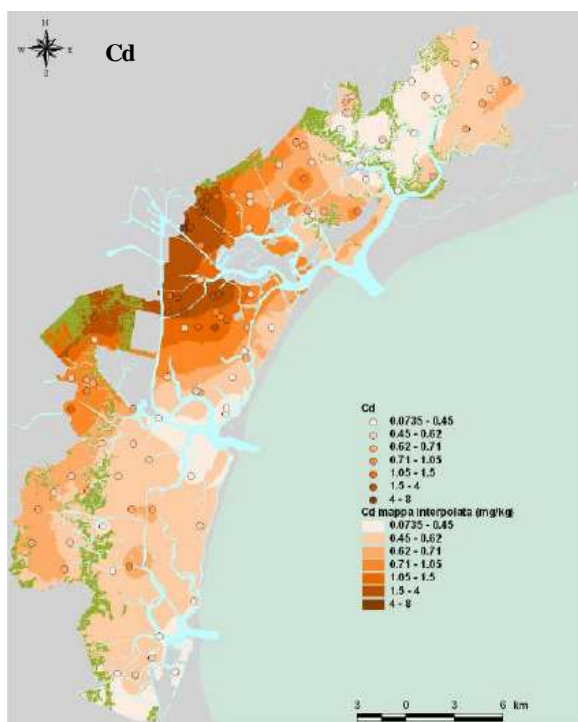 N
W E
S
Cd
Cd
0.0735 - 0.45
0.45 - 0.62
0.62 - 0.71
0.71 - 1.05
1.05 - 1.5
1.5 - 4
4 - 8
Cd mappa interpolata (mg/kg)
0.0735 - 0.45
0.45 - 0.62
0.62 - 0.71
0.71 - 1.05
1.05 - 1.5
1.5 - 4
4 - 8
3 0 3 6 km